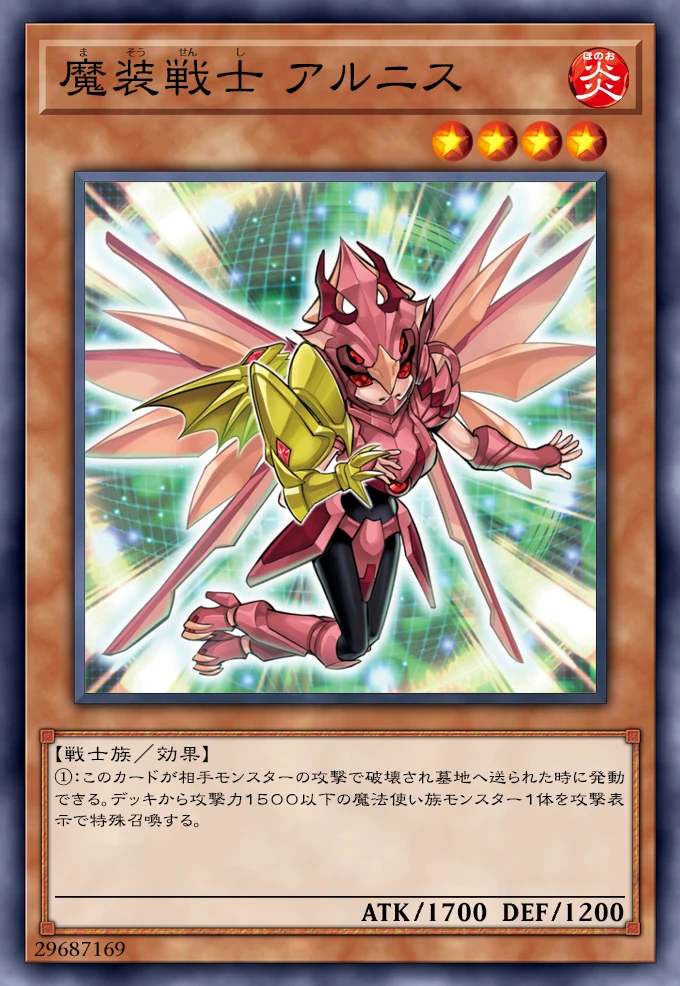 ま そう せん し
魔装戦士 アルニス
ほのお
炎
【戦士族／効果】
①：このカードが相手モンスターの攻撃で破壊され墓地へ送られた時に発動
できる。デッキから攻撃力１５００以下の魔法使い族モンスター１体を攻撃表
示で特殊召喚する。
ATK/1700 DEF/1200
29687169